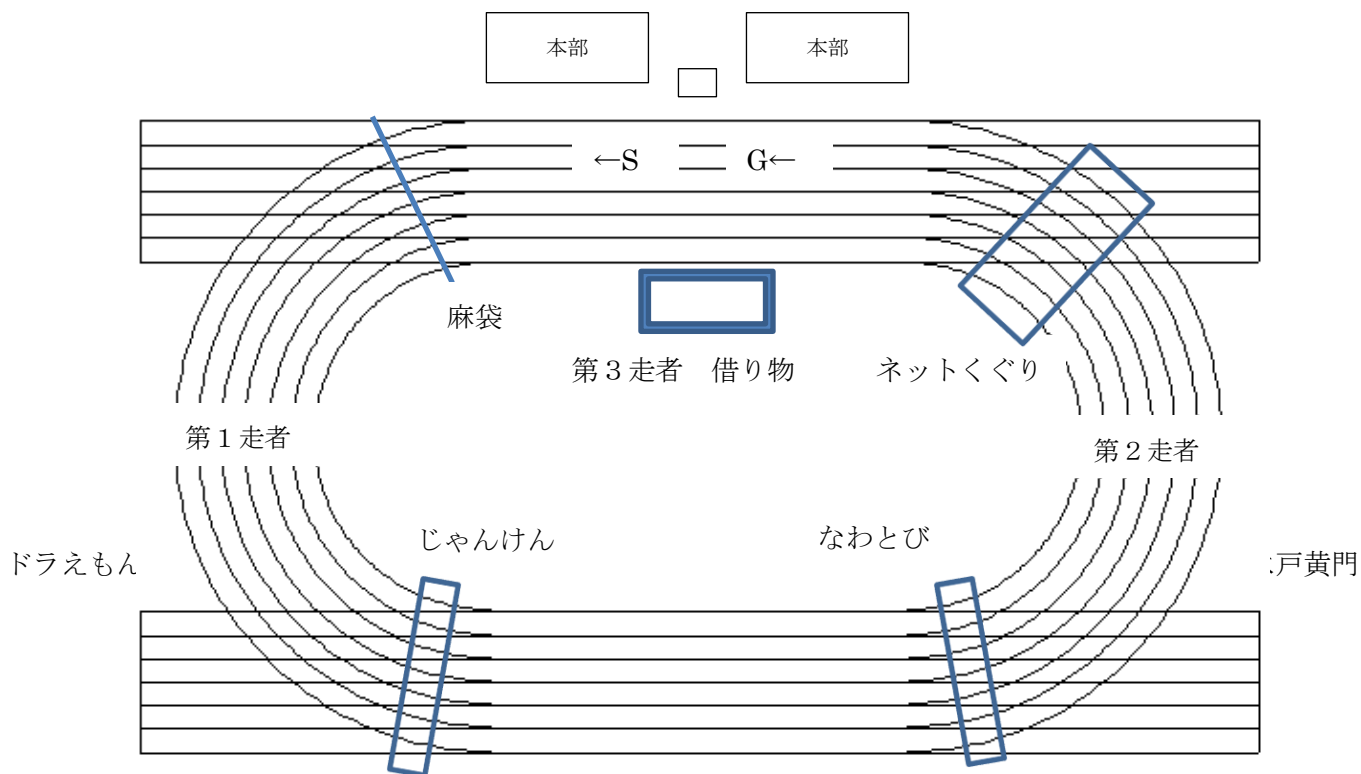 本部
本部
←S
G←
麻袋
第3走者 借り物
ネットくぐり
第1走者
第2走者
じゃんけん
なわとび
ドラえもん
戸黄門